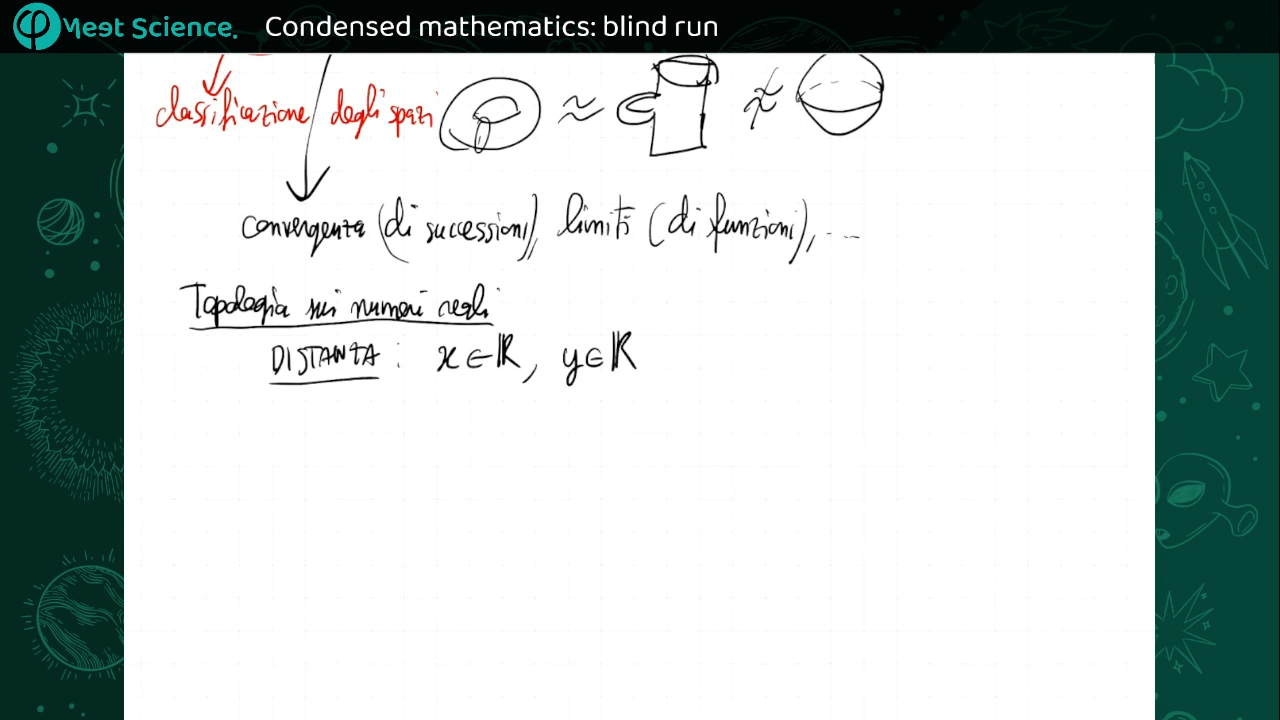 Meet Science.
Condensed mathematics: blind run
classificazione degli spazi ≈ ≉
convergenza (di successioni), limiti (di funzioni), ...
Topologia sui numeri reali
DISTANZA : x ∈ ℝ, y ∈ ℝ